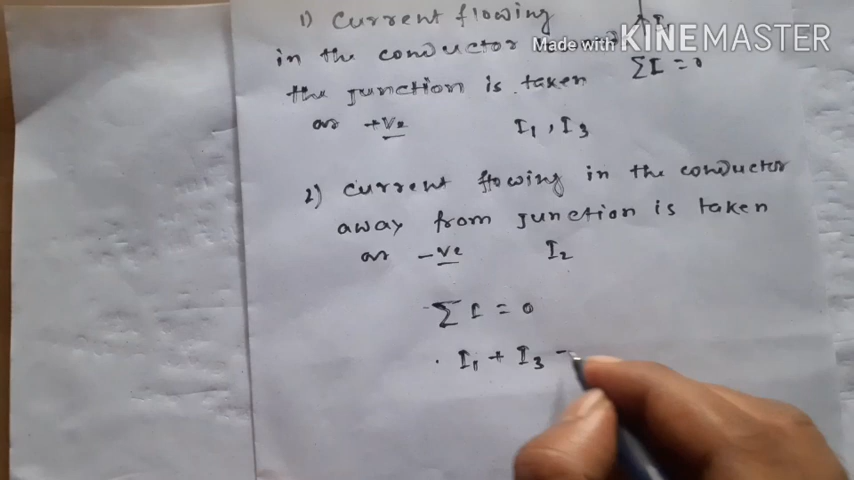 1) Current flowing
in the conductor
Made with KINEMASTER
the junction is taken
ΣI = 0
as +ve
I₁, I₃
2) Current flowing in the conductor
away from junction is taken
as -ve
I₂
ΣI = 0
I₁ + I₃ -